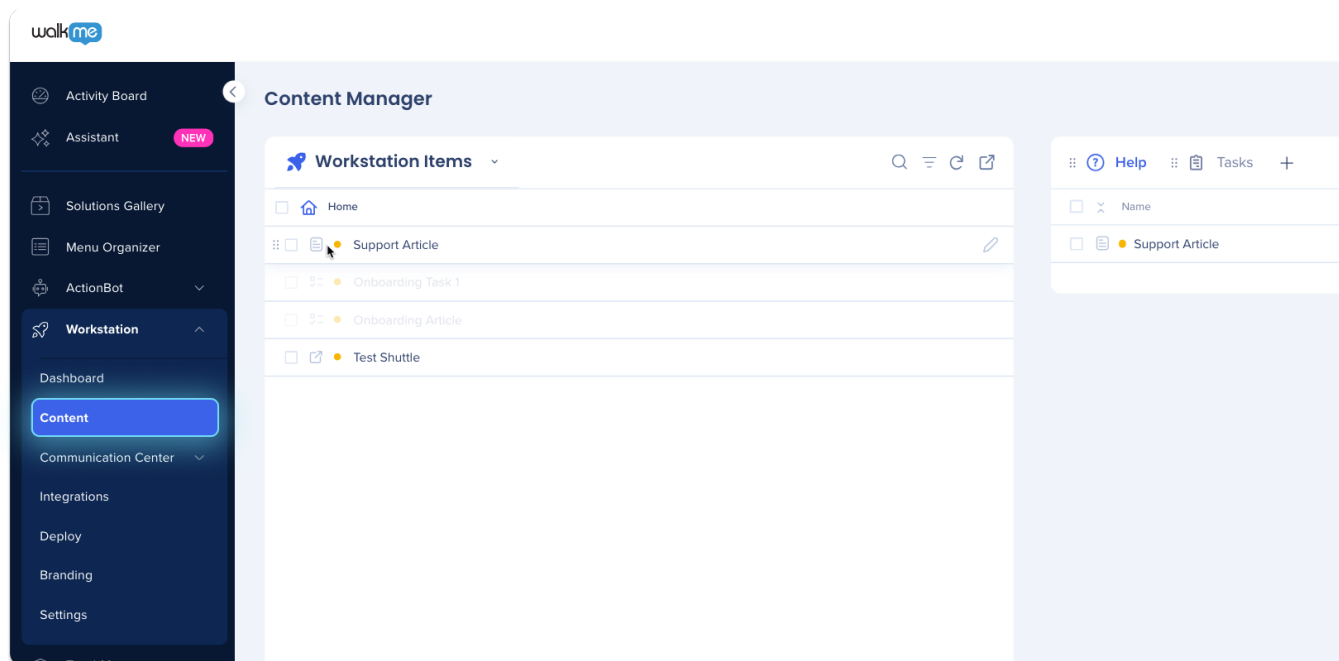 walkme
Activity Board
Assistant NEW
Solutions Gallery
Menu Organizer
ActionBot
Workstation
Dashboard
Content
Communication Center
Integrations
Deploy
Branding
Settings
Content Manager
Workstation Items
Home
Support Article
Onboarding Task 1
Onboarding Article
Test Shuttle
Help Tasks
Name
Support Article